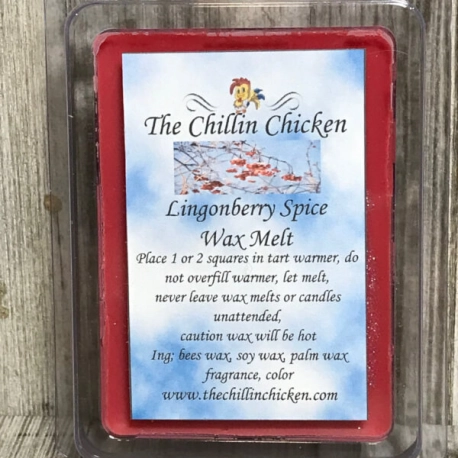 The Chillin Chicken
Lingonberry Spice
Wax Melt
Place 1 or 2 squares in tart warmer, do
not overfill warmer, let melt,
never leave wax melts or candles
unattended,
caution wax will be hot
Ing; bees wax, soy wax, palm wax
fragrance, color
www.thechillinchicken.com